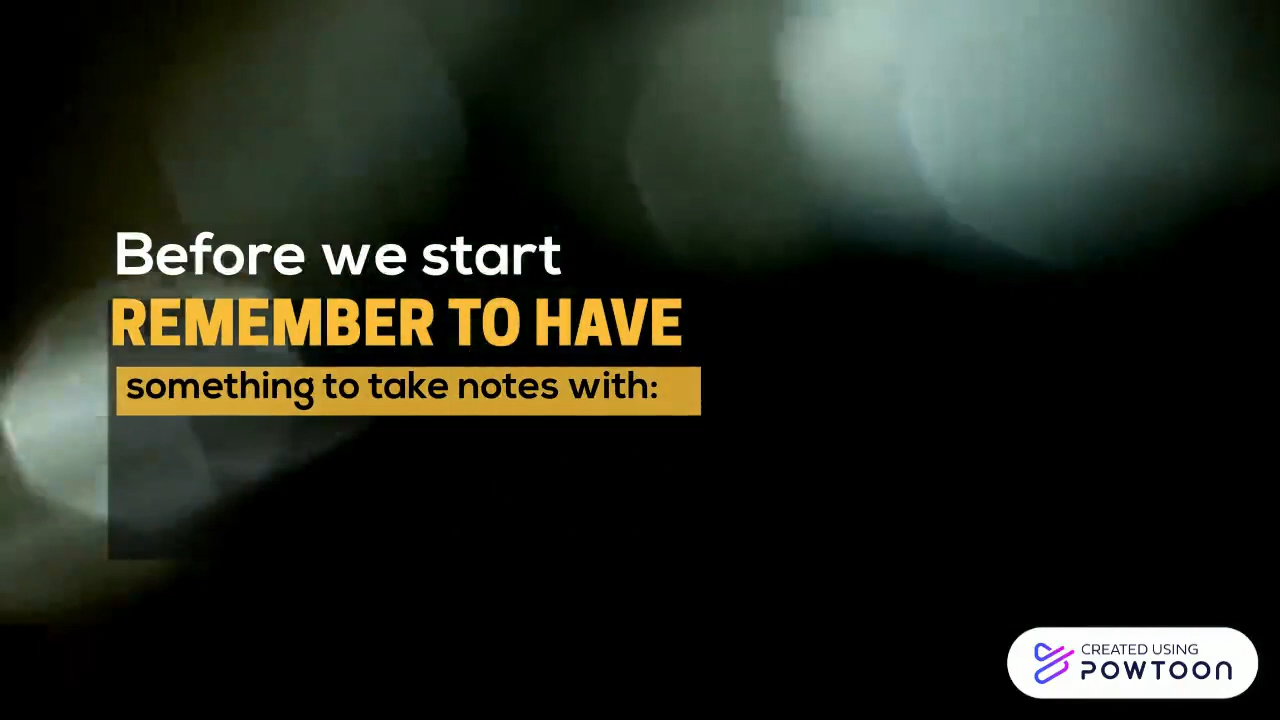 Before we start
REMEMBER TO HAVE
something to take notes with:
CREATED USING
POWTOON